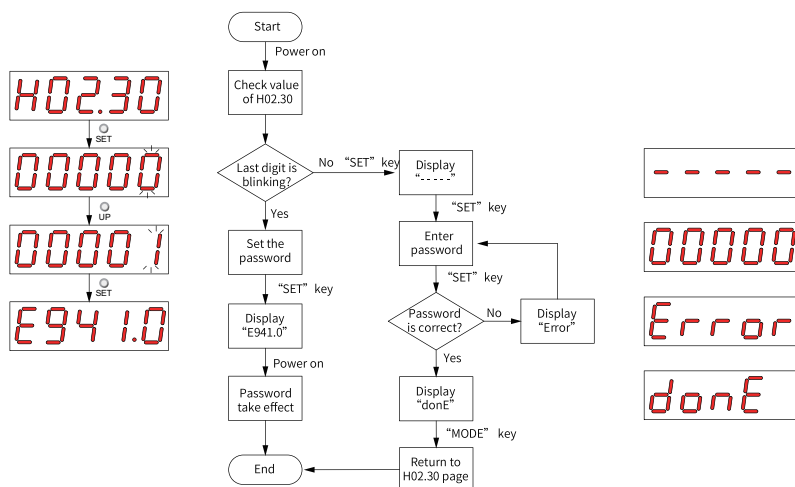 H02.30
SET
00000
UP
00001
SET
E941.0
Start
Power on
Check value
of H02.30
Last digit is
blinking?
No “SET” key
Yes
Set the
password
“SET” key
Display
“E941.0”
Power on
Password
take effect
End
Display
“-----”
“SET” key
Enter
password
“SET” key
Password
is correct?
No
Display
“Error”
Yes
Display
“donE”
“MODE” key
Return to
H02.30 page
-----
00000
Error
donE